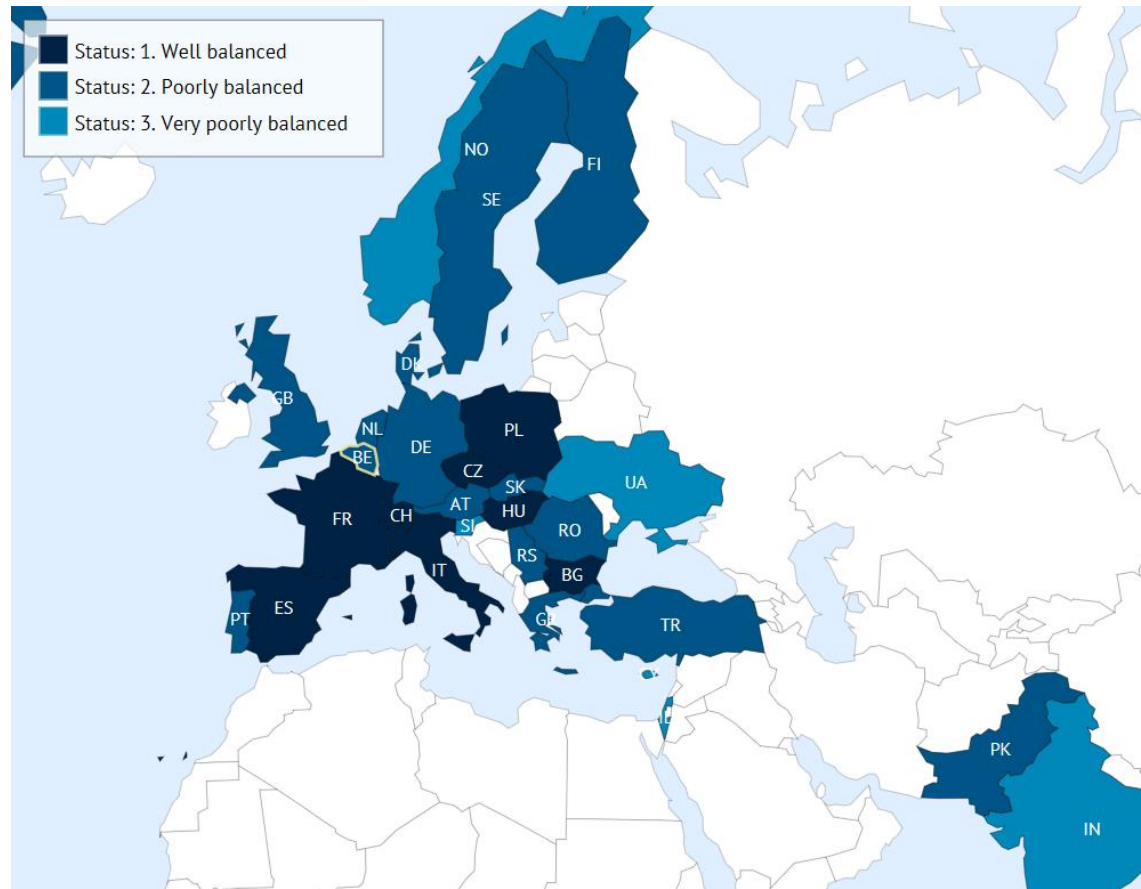 Status: 1. Well balanced
Status: 2. Poorly balanced
Status: 3. Very poorly balanced
NO
FI
SE
DK
GB
NL
PL
DE
BE
CZ
UA
SK
AT
HU
CH
FR
SI
RO
RS
IT
BG
ES
PT
TR
PK
IN